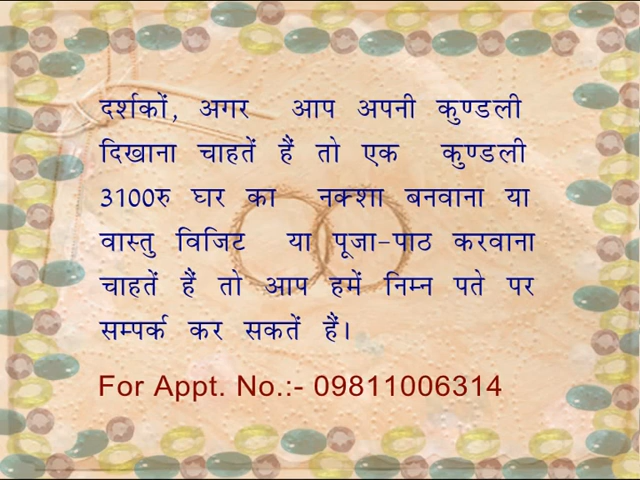 दर्शकों, अगर आप अपनी कुण्डली
दिखाना चाहतें हैं तो एक कुण्डली
3100रु घर का नक्शा बनवाना या
वास्तु विजिट या पूजा-पाठ करवाना
चाहतें हैं तो आप हमें निम्न पते पर
सम्पर्क कर सकतें हैं।
For Appt. No.:- 09811006314